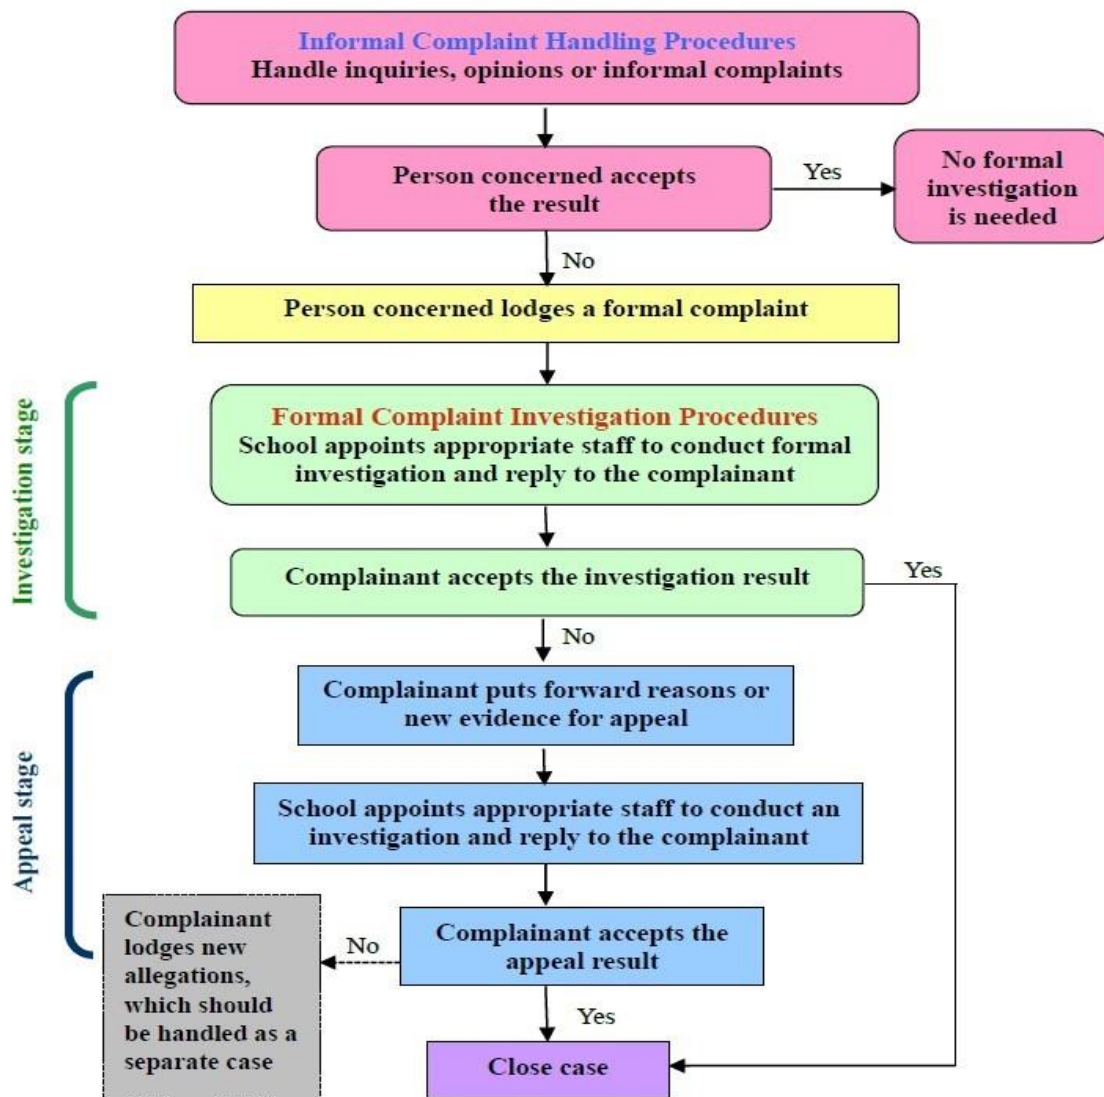 Informal Complaint Handling Procedures
Handle inquiries, opinions or informal complaints
Person concerned accepts
the result
Yes
No formal
investigation
is needed
No
Person concerned lodges a formal complaint
Investigation stage
Formal Complaint Investigation Procedures
School appoints appropriate staff to conduct formal
investigation and reply to the complainant
Complainant accepts the investigation result
Yes
No
Appeal stage
Complainant puts forward reasons or
new evidence for appeal
School appoints appropriate staff to conduct an
investigation and reply to the complainant
Complainant accepts the
appeal result
No
Complainant
lodges new
allegations,
which should
be handled as a
separate case
Yes
Close case